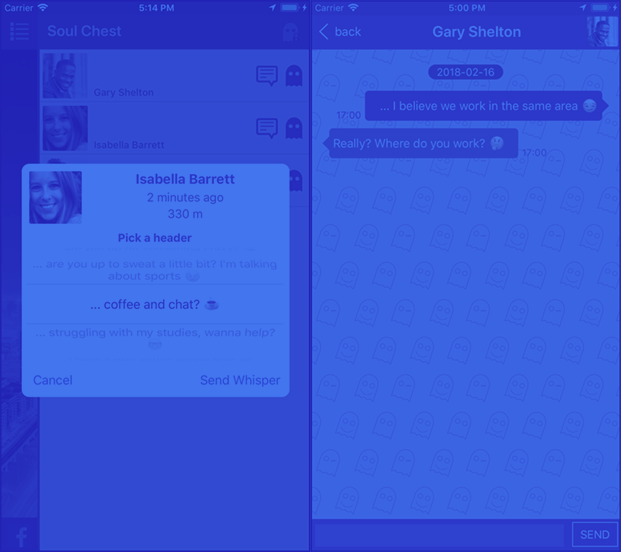 Carrier 5:14 PM
Soul Chest
Gary Shelton
Isabella Barrett
Isabella Barrett
2 minutes ago
330 m
Pick a header
... are you up to sweat a little bit? I'm talking
about sports
... coffee and chat? ☕
... struggling with my studies, wanna help?
Cancel Send Whisper
Carrier 5:00 PM
back Gary Shelton
2018-02-16
... I believe we work in the same area
17:00
Really? Where do you work? 🤔
17:00
SEND